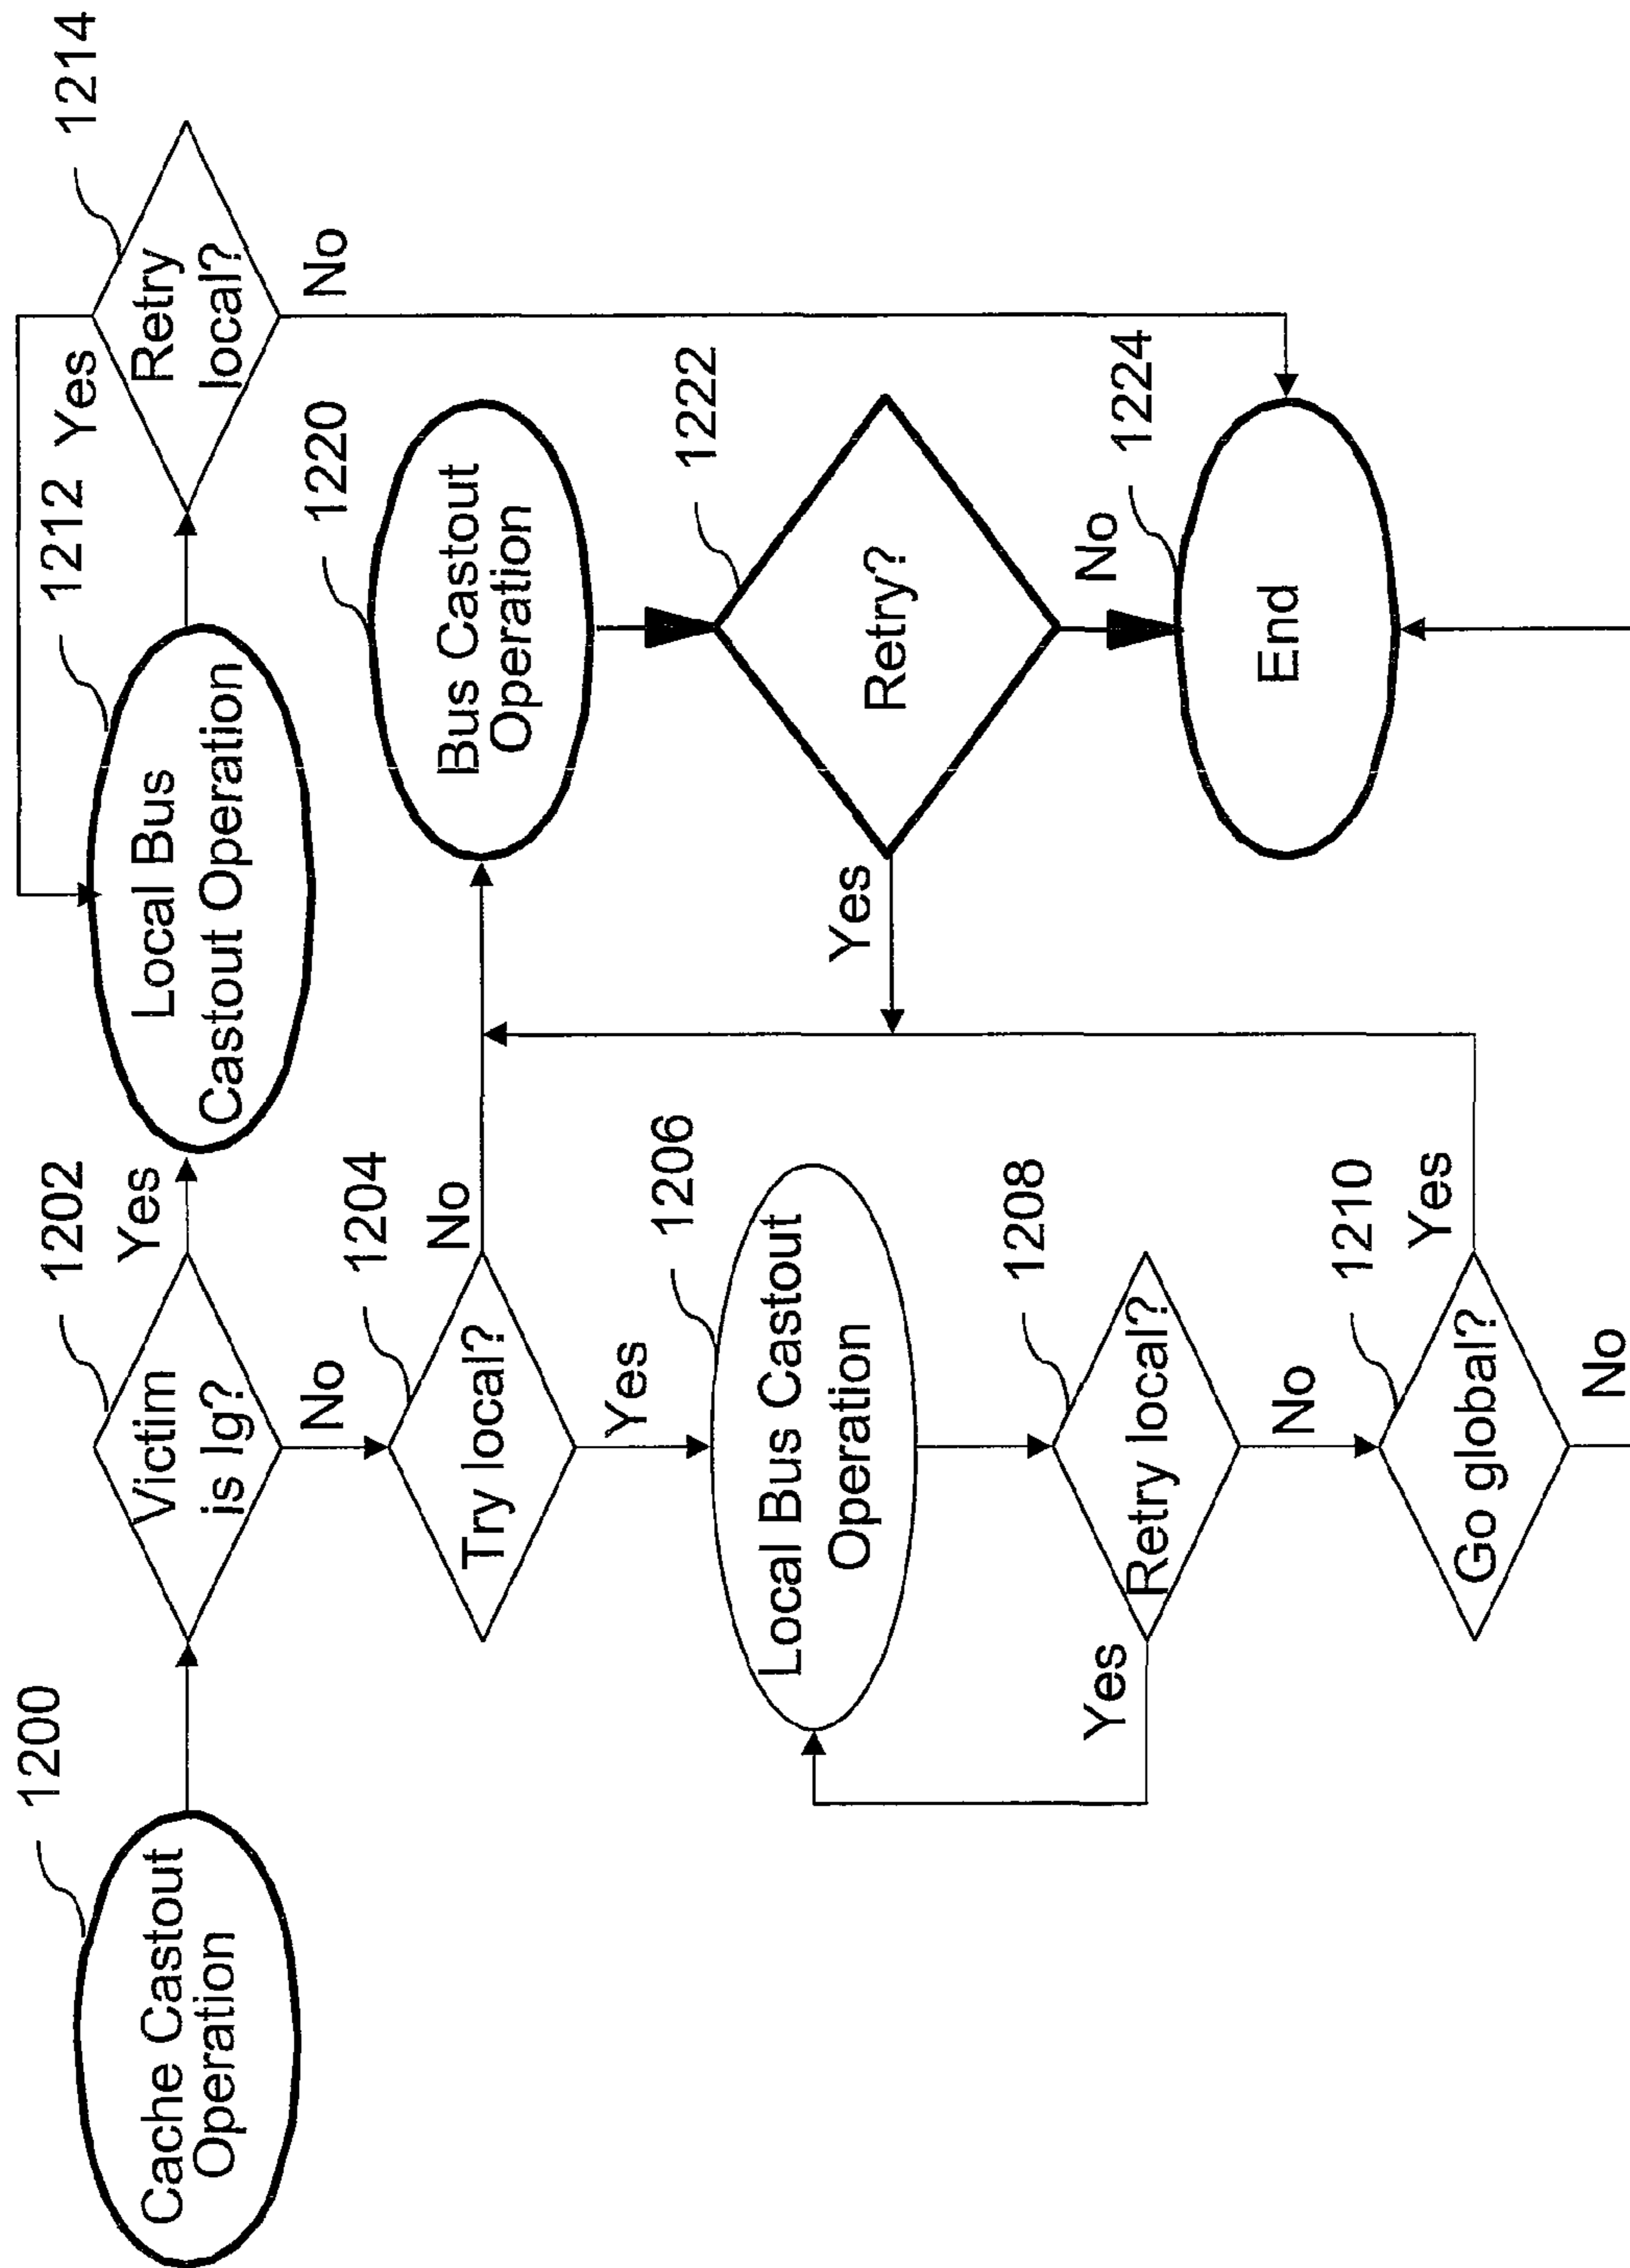 1200
Cache Castout
Operation
1202
Victim
is Ig?
Yes
No
1212
Local Bus
Castout Operation
Yes
1214
Retry
local?
No
1204
Try local?
No
Yes
1220
Bus Castout
Operation
1206
Local Bus Castout
Operation
1222
Retry?
Yes
No
1208
Retry local?
Yes
No
1224
End
1210
Go global?
Yes
No